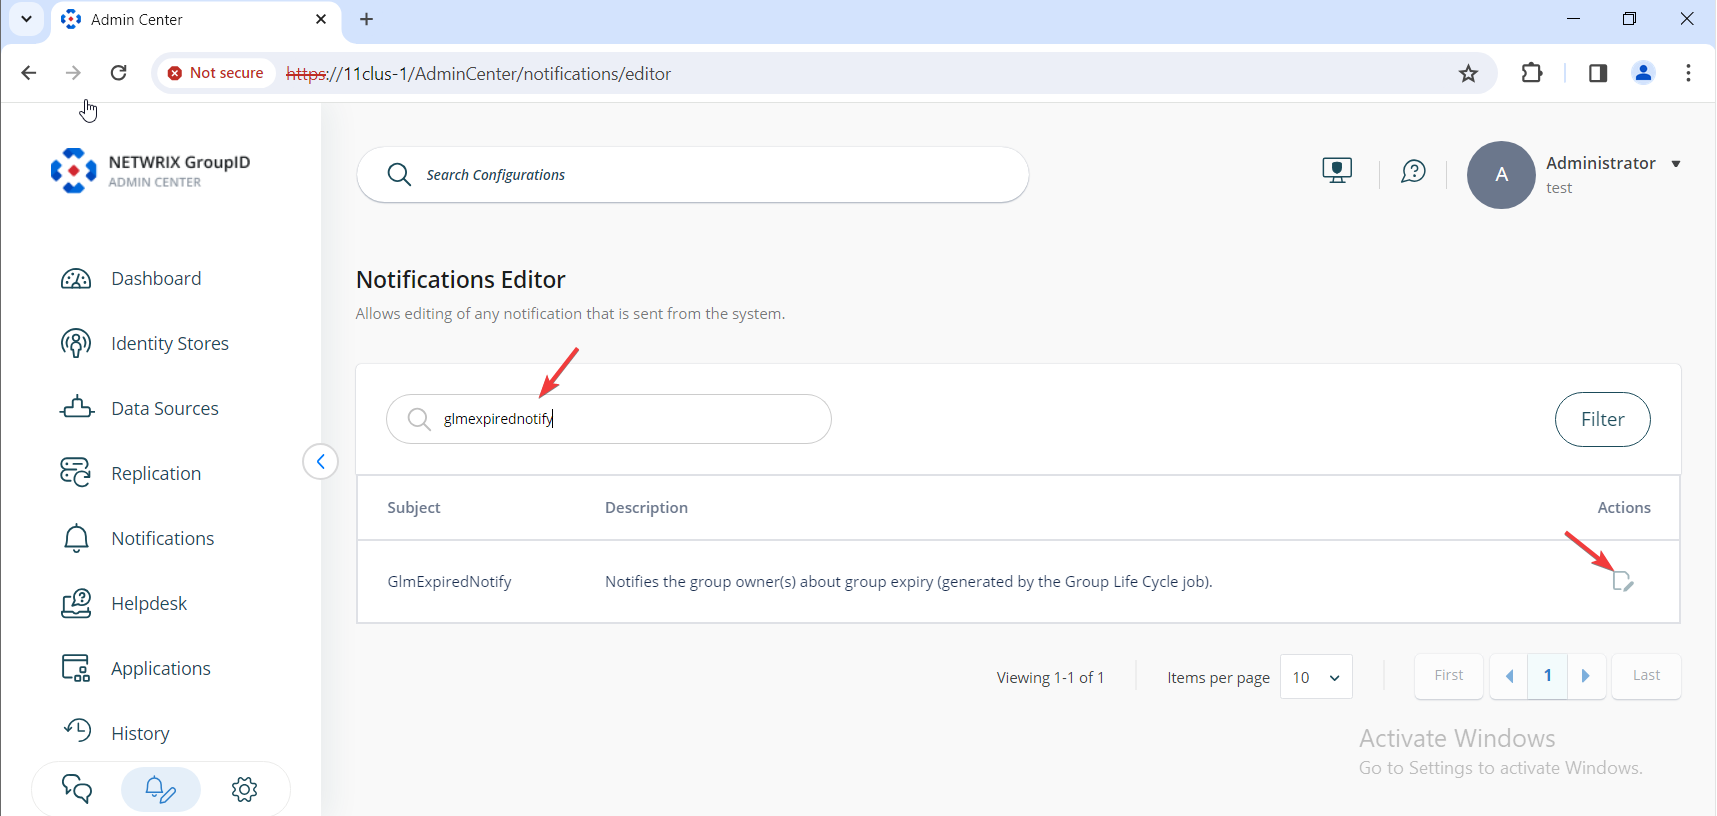 Admin Center
Not secure
https://11clus-1/AdminCenter/notifications/editor
NETWRIX GroupID
ADMIN CENTER
Search Configurations
A
Administrator
test
Dashboard
Identity Stores
Data Sources
Replication
Notifications
Helpdesk
Applications
History
Notifications Editor
Allows editing of any notification that is sent from the system.
glmexpirednotify
Filter
Subject Description Actions
GlmExpiredNotify Notifies the group owner(s) about group expiry (generated by the Group Life Cycle job).
Viewing 1-1 of 1 Items per page 10 First 1 Last
Activate Windows
Go to Settings to activate Windows.